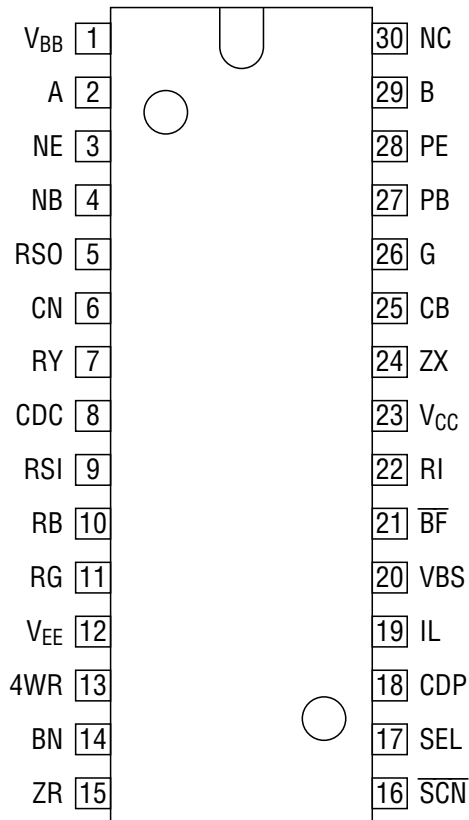 VBB 1 30 NC
A 2 29 B
NE 3 28 PE
NB 4 27 PB
RSO 5 26 G
CN 6 25 CB
RY 7 24 ZX
CDC 8 23 VCC
RSI 9 22 RI
RB 10 21 B̅F̅
RG 11 20 VBS
VEE 12 19 IL
4WR 13 18 CDP
BN 14 17 SEL
ZR 15 16 S̅C̅N̅